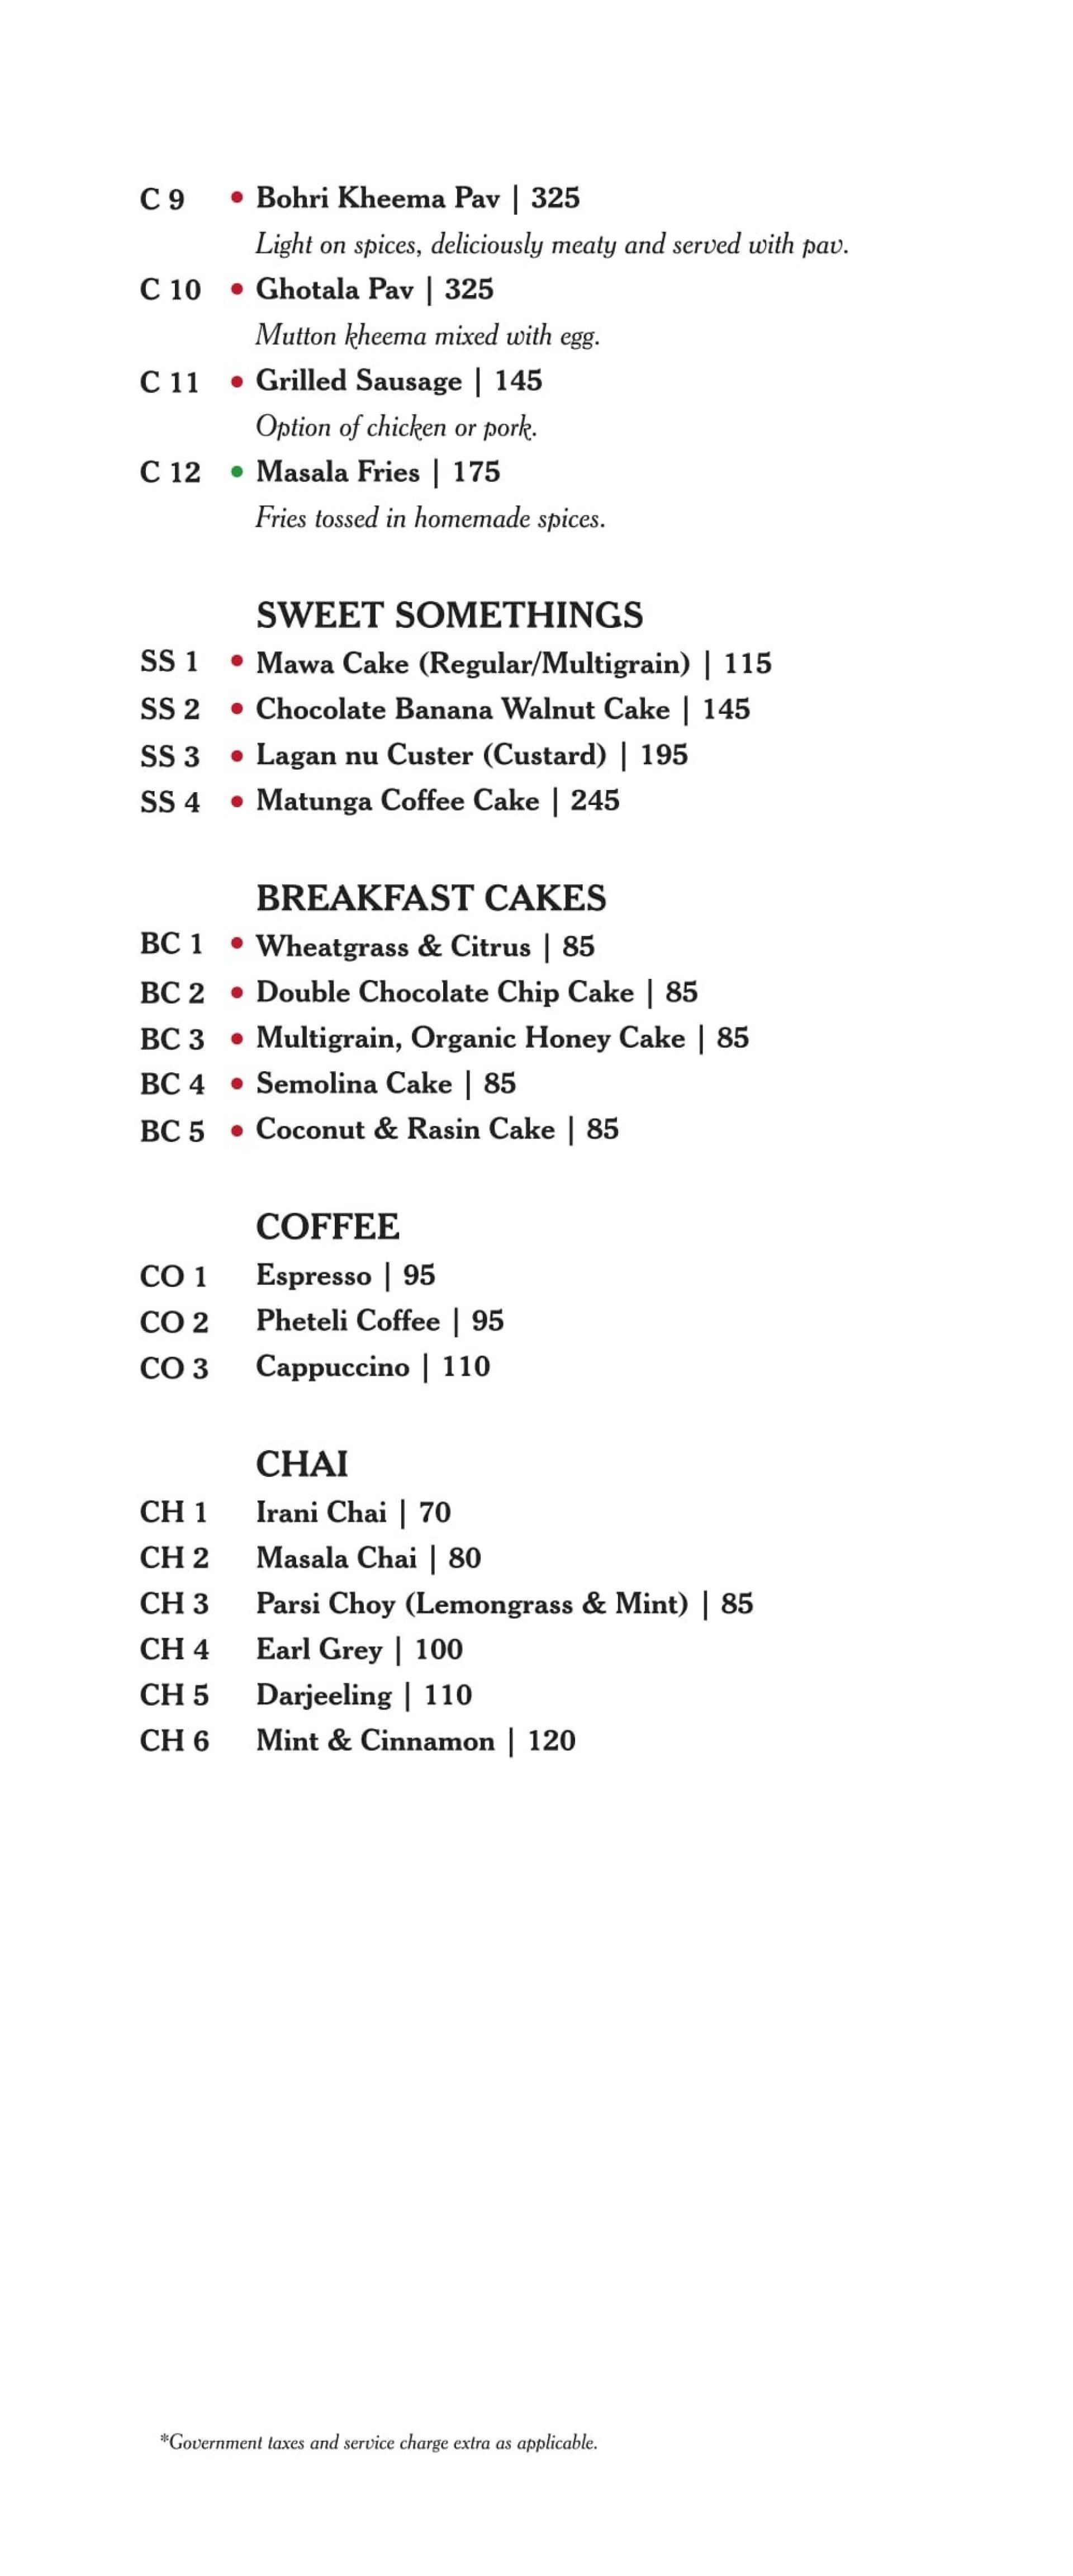 C 9 • Bohri Kheema Pav | 325
Light on spices, deliciously meaty and served with pav.
C 10 • Ghotala Pav | 325
Mutton kheema mixed with egg.
C 11 • Grilled Sausage | 145
Option of chicken or pork.
C 12 • Masala Fries | 175
Fries tossed in homemade spices.
SWEET SOMETHINGS
SS 1 • Mawa Cake (Regular/Multigrain) | 115
SS 2 • Chocolate Banana Walnut Cake | 145
SS 3 • Lagan nu Custer (Custard) | 195
SS 4 • Matunga Coffee Cake | 245
BREAKFAST CAKES
BC 1 • Wheatgrass & Citrus | 85
BC 2 • Double Chocolate Chip Cake | 85
BC 3 • Multigrain, Organic Honey Cake | 85
BC 4 • Semolina Cake | 85
BC 5 • Coconut & Rasin Cake | 85
COFFEE
CO 1 Espresso | 95
CO 2 Pheteli Coffee | 95
CO 3 Cappuccino | 110
CHAI
CH 1 Irani Chai | 70
CH 2 Masala Chai | 80
CH 3 Parsi Choy (Lemongrass & Mint) | 85
CH 4 Earl Grey | 100
CH 5 Darjeeling | 110
CH 6 Mint & Cinnamon | 120
*Government taxes and service charge extra as applicable.